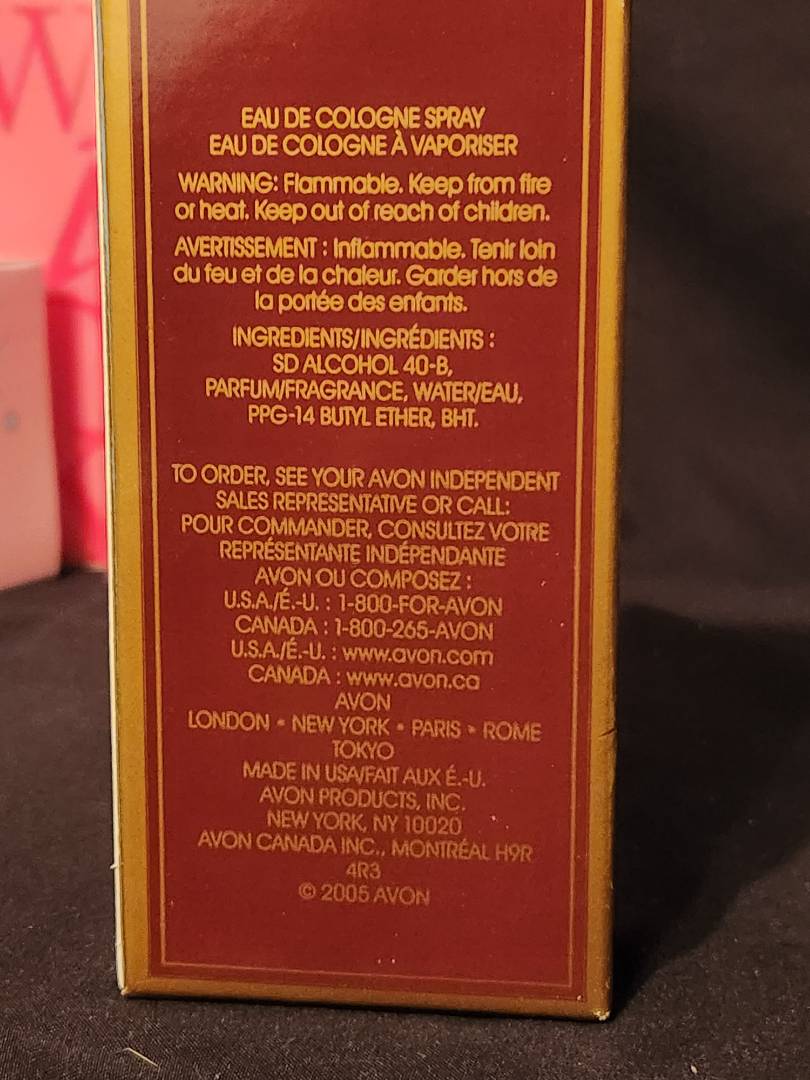 EAU DE COLOGNE SPRAY
EAU DE COLOGNE À VAPORISER
WARNING: Flammable. Keep from fire
or heat. Keep out of reach of children.
AVERTISSEMENT : Inflammable. Tenir loin
du feu et de la chaleur. Garder hors de
la portée des enfants.
INGREDIENTS/INGRÉDIENTS :
SD ALCOHOL 40-B,
PARFUM/FRAGRANCE, WATER/EAU,
PPG-14 BUTYL ETHER, BHT.
TO ORDER, SEE YOUR AVON INDEPENDENT
SALES REPRESENTATIVE OR CALL:
POUR COMMANDER, CONSULTEZ VOTRE
REPRÉSENTANTE INDÉPENDANTE
AVON OU COMPOSEZ :
U.S.A./É.-U. : 1-800-FOR-AVON
CANADA : 1-800-265-AVON
U.S.A./É.-U. : www.avon.com
CANADA : www.avon.ca
AVON
LONDON • NEW YORK • PARIS • ROME
TOKYO
MADE IN USA/FAIT AUX É.-U.
AVON PRODUCTS, INC.
NEW YORK, NY 10020
AVON CANADA INC., MONTRÉAL H9R
4R3
© 2005 AVON